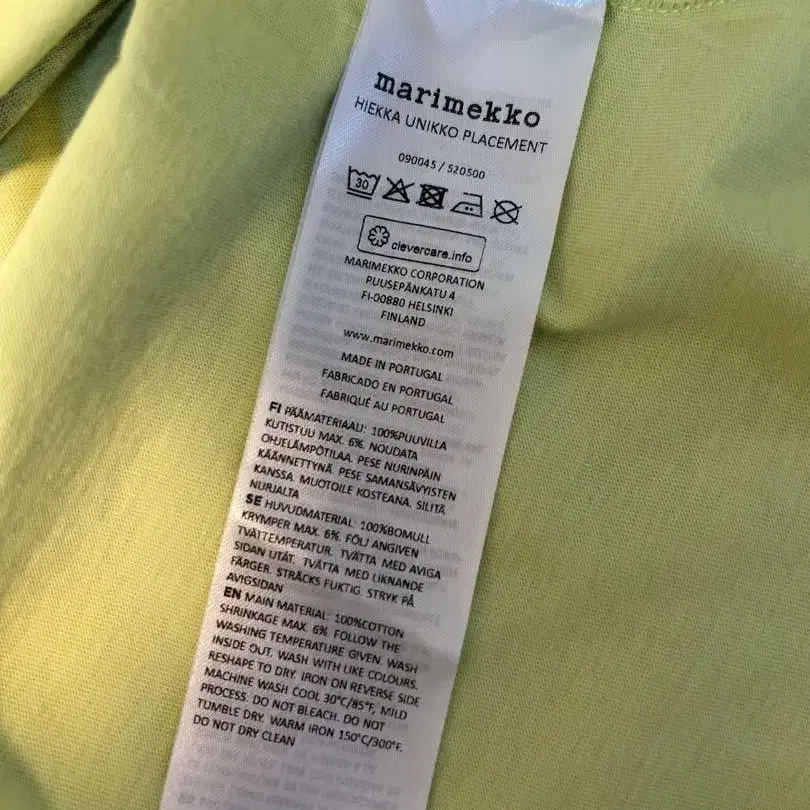 marimekko
HIEKKA UNIKKO PLACEMENT
090045 / 520500
30
clevercare.info
MARIMEKKO CORPORATION
PUUSEPÄNKATU 4
FI-00880 HELSINKI
FINLAND
www.marimekko.com
MADE IN PORTUGAL
FABRICADO EN PORTUGAL
FABRIQUÉ AU PORTUGAL
FI PÄÄMATERIAALI: 100%PUUVILLA
KUTISTUU MAX. 6%. NOUDATA
OHJELÄMPÖTILAA. PESE NURINPÄIN
KÄÄNNETTYNÄ. PESE SAMANSÄVYISTEN
KANSSA. MUOTOILE KOSTEANA. SILITÄ
NURJALTA
SE HUVUDMATERIAL: 100%BOMULL
KRYMPER MAX. 6%. FÖLJ ANGIVEN
TVÄTTEMPERATUR. TVÄTTA MED AVIGA
SIDAN UTÅT. TVÄTTA MED LIKNANDE
FÄRGER. STRÄCKS FUKTIG. STRYK PÅ
AVIGSIDAN
EN MAIN MATERIAL: 100%COTTON
SHRINKAGE MAX. 6% FOLLOW THE
WASHING TEMPERATURE GIVEN. WASH
INSIDE OUT. WASH WITH LIKE COLOURS.
RESHAPE TO DRY. IRON ON REVERSE SIDE
MACHINE WASH COOL 30°C/85°F, MILD
PROCESS. DO NOT BLEACH. DO NOT
TUMBLE DRY. WARM IRON 150°C/300°F.
DO NOT DRY CLEAN